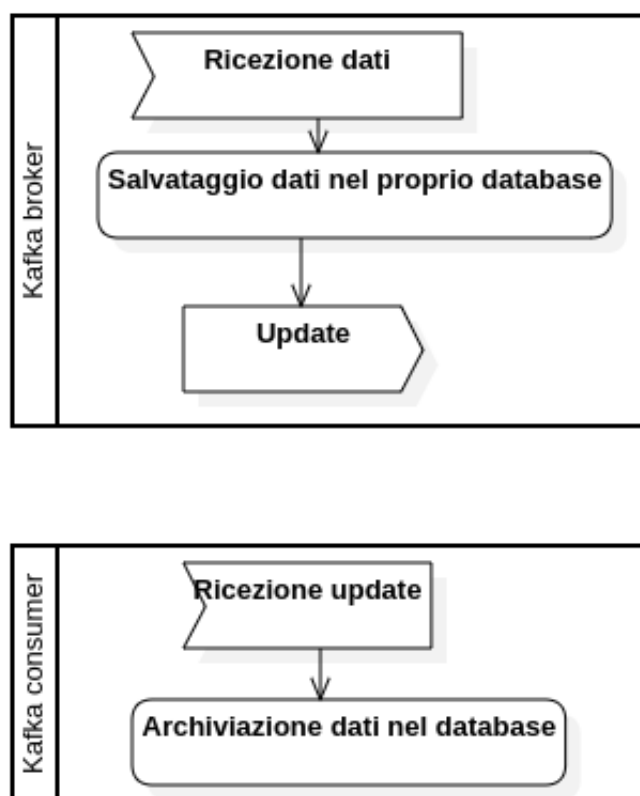 Kafka broker
Ricezione dati
Salvataggio dati nel proprio database
Update
Kafka consumer
Ricezione update
Archiviazione dati nel database